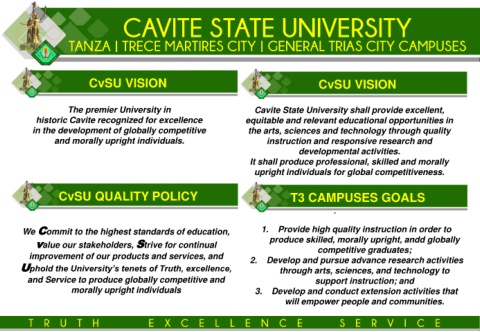 CAVITE STATE UNIVERSITY
TANZA | TRECE MARTIRES CITY | GENERAL TRIAS CITY CAMPUSES
CvSU VISION
The premier University in
historic Cavite recognized for excellence
in the development of globally competitive
and morally upright individuals.
CvSU VISION
Cavite State University shall provide excellent,
equitable and relevant educational opportunities in
the arts, sciences and technology through quality
instruction and responsive research and
developmental activities.
It shall produce professional, skilled and morally
upright individuals for global competitiveness.
CvSU QUALITY POLICY
We Commit to the highest standards of education,
value our stakeholders, Strive for continual
improvement of our products and services, and
Uphold the University's tenets of Truth, excellence,
and Service to produce globally competitive and
morally upright individuals
T3 CAMPUSES GOALS
1. Provide high quality instruction in order to
produce skilled, morally upright, andd globally
competitive graduates;
2. Develop and pursue advance research activities
through arts, sciences, and technology to
support instruction; and
3. Develop and conduct extension activities that
will empower people and communities.
TRUTH EXCELLENCE SERVICE